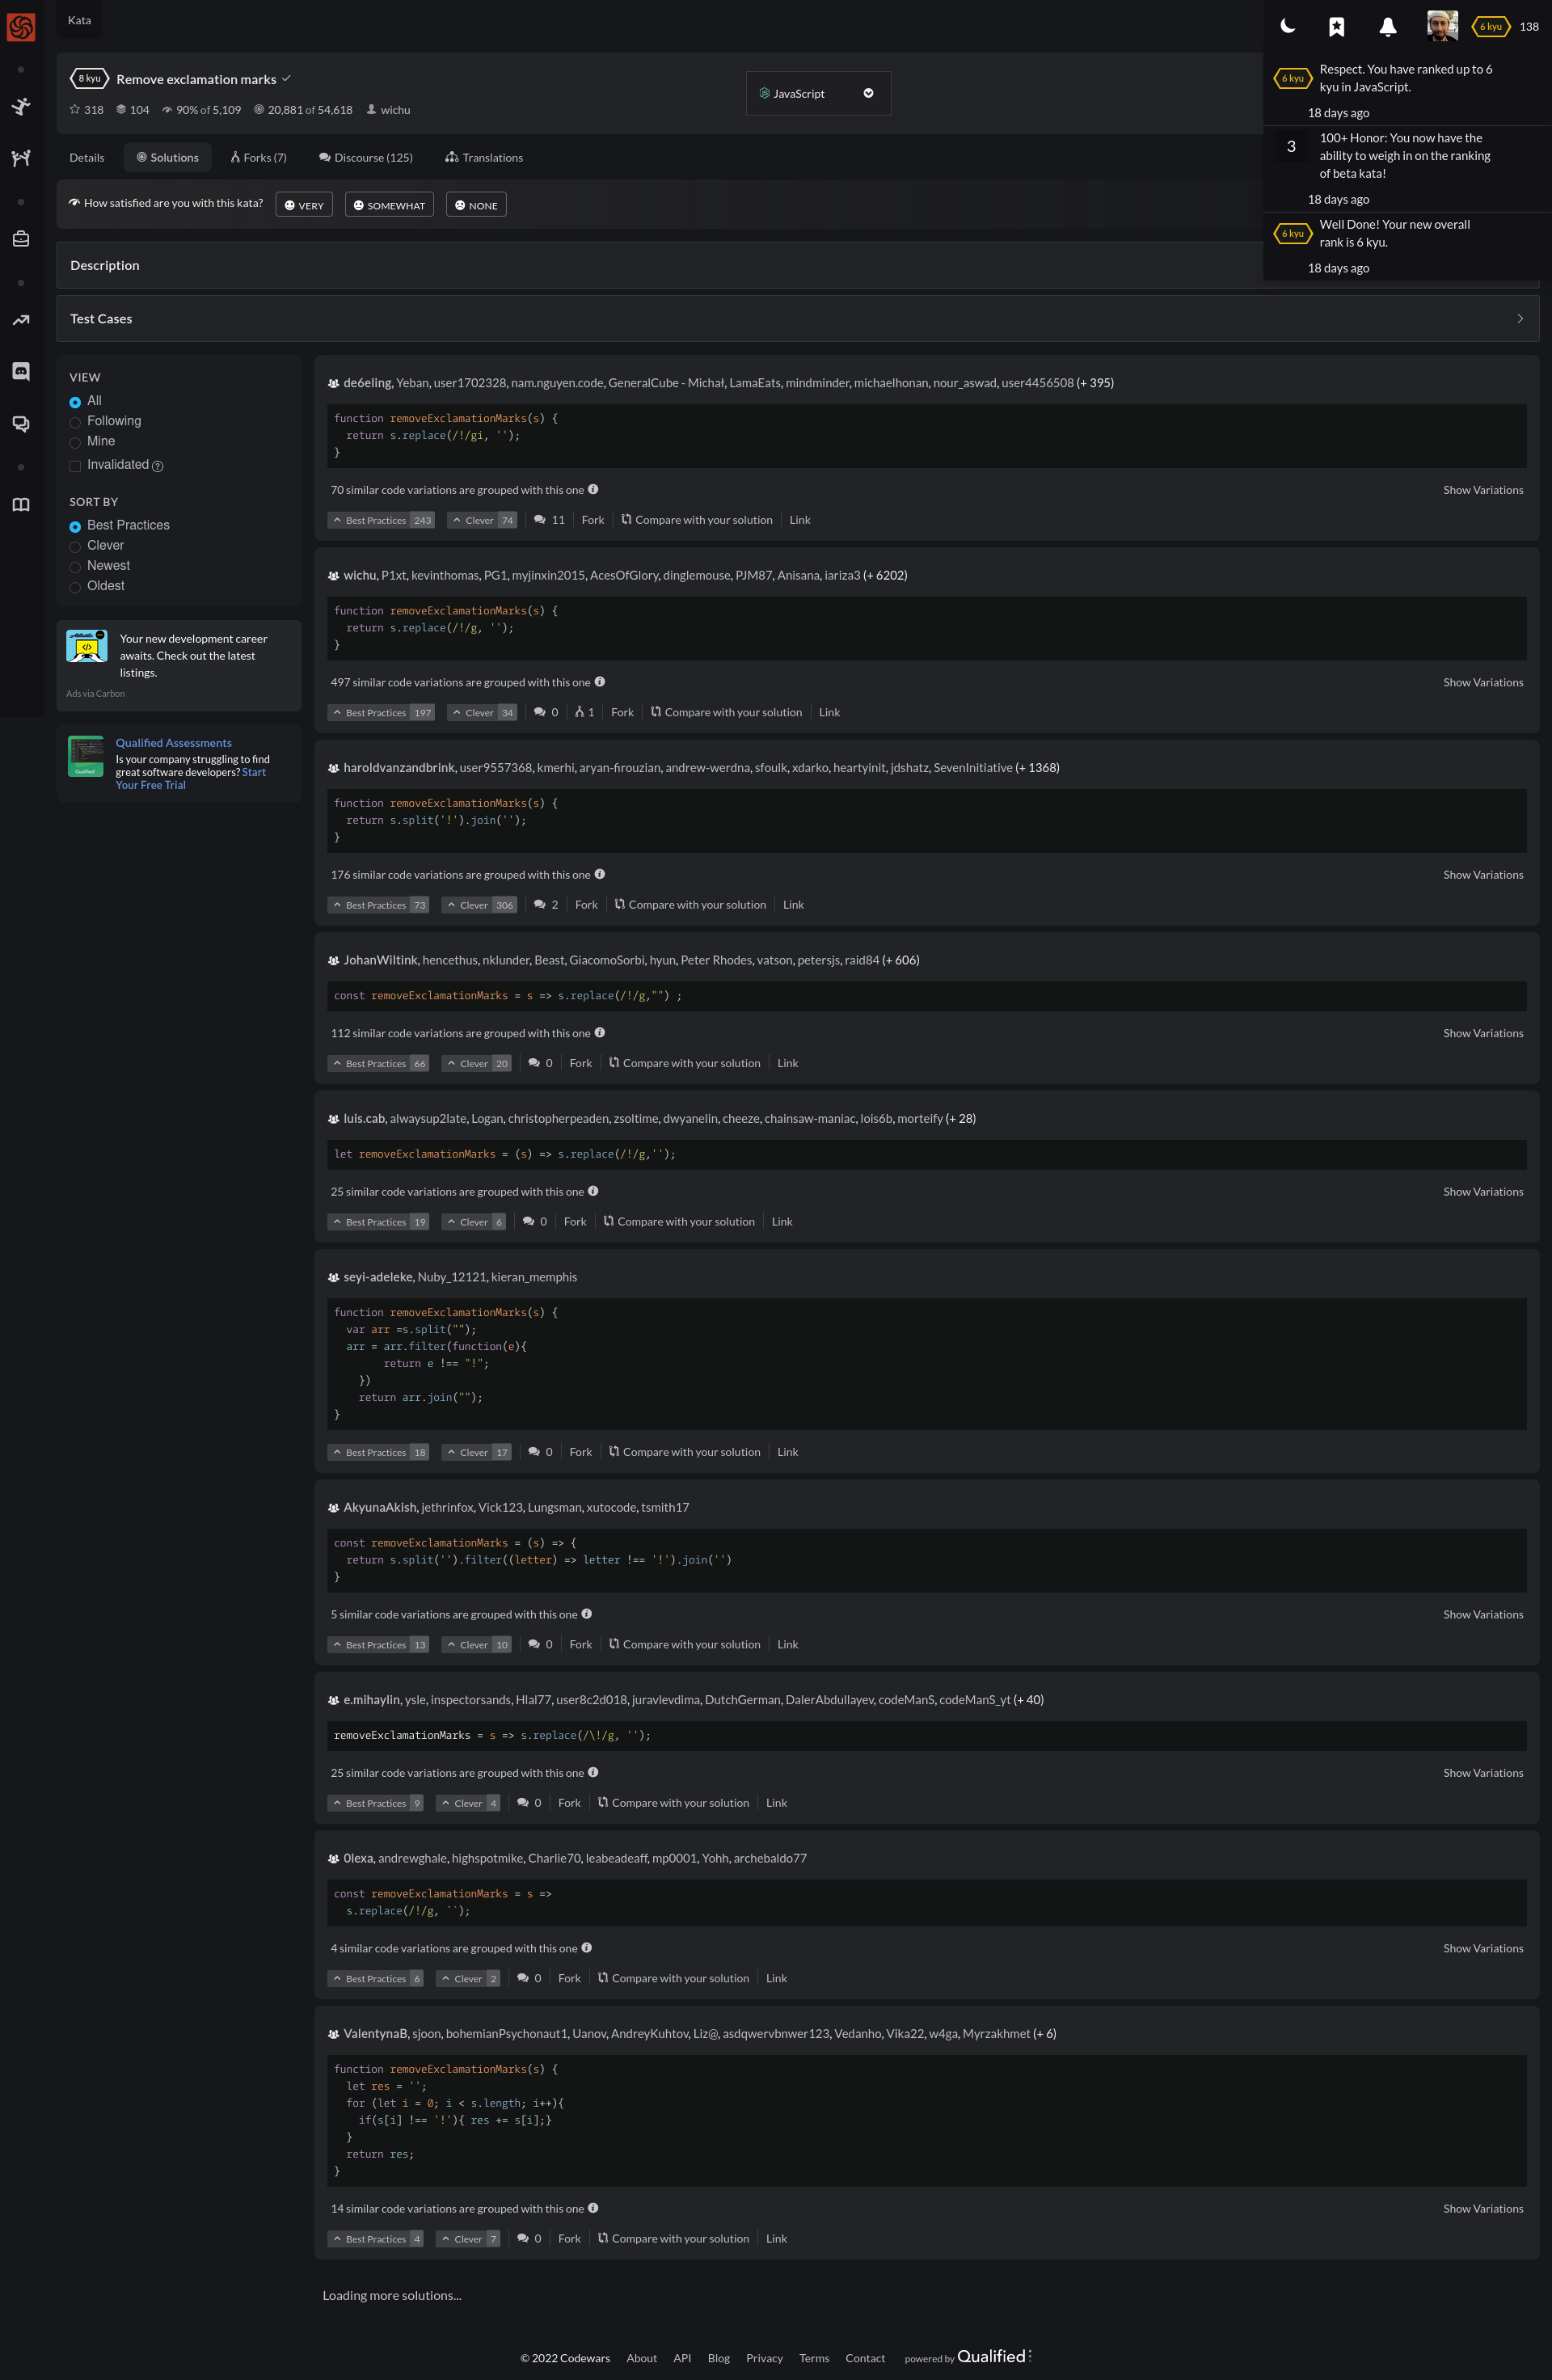 Kata
6 kyu 138
8 kyu Remove exclamation marks
318 104 90% of 5,109 20,881 of 54,618 wichu
JavaScript
6 kyu Respect. You have ranked up to 6
kyu in JavaScript.
18 days ago
3 100+ Honor: You now have the
ability to weigh in on the ranking
of beta kata!
18 days ago
6 kyu Well Done! Your new overall
rank is 6 kyu.
18 days ago
Details Solutions Forks (7) Discourse (125) Translations
How satisfied are you with this kata? VERY SOMEWHAT NONE
Description
Test Cases
VIEW
All
Following
Mine
Invalidated
SORT BY
Best Practices
Clever
Newest
Oldest
Your new development career
awaits. Check out the latest
listings.
Ads via Carbon
Qualified
Qualified Assessments
Is your company struggling to find
great software developers? Start
Your Free Trial
de6eling, Yeban, user1702328, nam.nguyen.code, GeneralCube - Michał, LamaEats, mindminder, michaelhonan, nour_aswad, user4456508 (+ 395)
function removeExclamationMarks(s) {
  return s.replace(/!/gi, '');
}
70 similar code variations are grouped with this one Show Variations
Best Practices 243 Clever 74 11 Fork Compare with your solution Link
wichu, P1xt, kevinthomas, PG1, myjinxin2015, AcesOfGlory, dinglemouse, PJM87, Anisana, iariza3 (+ 6202)
function removeExclamationMarks(s) {
  return s.replace(/!/g, '');
}
497 similar code variations are grouped with this one Show Variations
Best Practices 197 Clever 34 0 1 Fork Compare with your solution Link
haroldvanzandbrink, user9557368, kmerhi, aryan-firouzian, andrew-werdna, sfoulk, xdarko, heartyinit, jdshatz, SevenInitiative (+ 1368)
function removeExclamationMarks(s) {
  return s.split('!').join('');
}
176 similar code variations are grouped with this one Show Variations
Best Practices 73 Clever 306 2 Fork Compare with your solution Link
JohanWiltink, hencethus, nklunder, Beast, GiacomoSorbi, hyun, Peter Rhodes, vatson, petersjs, raid84 (+ 606)
const removeExclamationMarks = s => s.replace(/!/g,"") ;
112 similar code variations are grouped with this one Show Variations
Best Practices 66 Clever 20 0 Fork Compare with your solution Link
luis.cab, alwaysup2late, Logan, christopherpeaden, zsoltime, dwyanelin, cheeze, chainsaw-maniac, lois6b, morteify (+ 28)
let removeExclamationMarks = (s) => s.replace(/!/g,'');
25 similar code variations are grouped with this one Show Variations
Best Practices 19 Clever 6 0 Fork Compare with your solution Link
seyi-adeleke, Nuby_12121, kieran_memphis
function removeExclamationMarks(s) {
  var arr =s.split("");
  arr = arr.filter(function(e){
        return e !== "!";
    })
    return arr.join("");
}
Best Practices 18 Clever 17 0 Fork Compare with your solution Link
AkyunaAkish, jethrinfox, Vick123, Lungsman, xutocode, tsmith17
const removeExclamationMarks = (s) => {
  return s.split('').filter((letter) => letter !== '!').join('')
}
5 similar code variations are grouped with this one Show Variations
Best Practices 13 Clever 10 0 Fork Compare with your solution Link
e.mihaylin, ysle, inspectorsands, Hlal77, user8c2d018, juravlevdima, DutchGerman, DalerAbdullayev, codeManS, codeManS_yt (+ 40)
removeExclamationMarks = s => s.replace(/\!/g, '');
25 similar code variations are grouped with this one Show Variations
Best Practices 9 Clever 4 0 Fork Compare with your solution Link
0lexa, andrewghale, highspotmike, Charlie70, leabeadeaff, mp0001, Yohh, archebaldo77
const removeExclamationMarks = s =>
  s.replace(/!/g, ``);
4 similar code variations are grouped with this one Show Variations
Best Practices 6 Clever 2 0 Fork Compare with your solution Link
ValentynaB, sjoon, bohemianPsychonaut1, Uanov, AndreyKuhtov, Liz@, asdqwervbnwer123, Vedanho, Vika22, w4ga, Myrzakhmet (+ 6)
function removeExclamationMarks(s) {
  let res = '';
  for (let i = 0; i < s.length; i++){
    if(s[i] !== '!'){ res += s[i];}
  }
  return res;
}
14 similar code variations are grouped with this one Show Variations
Best Practices 4 Clever 7 0 Fork Compare with your solution Link
Loading more solutions...
© 2022 Codewars About API Blog Privacy Terms Contact powered by Qualified